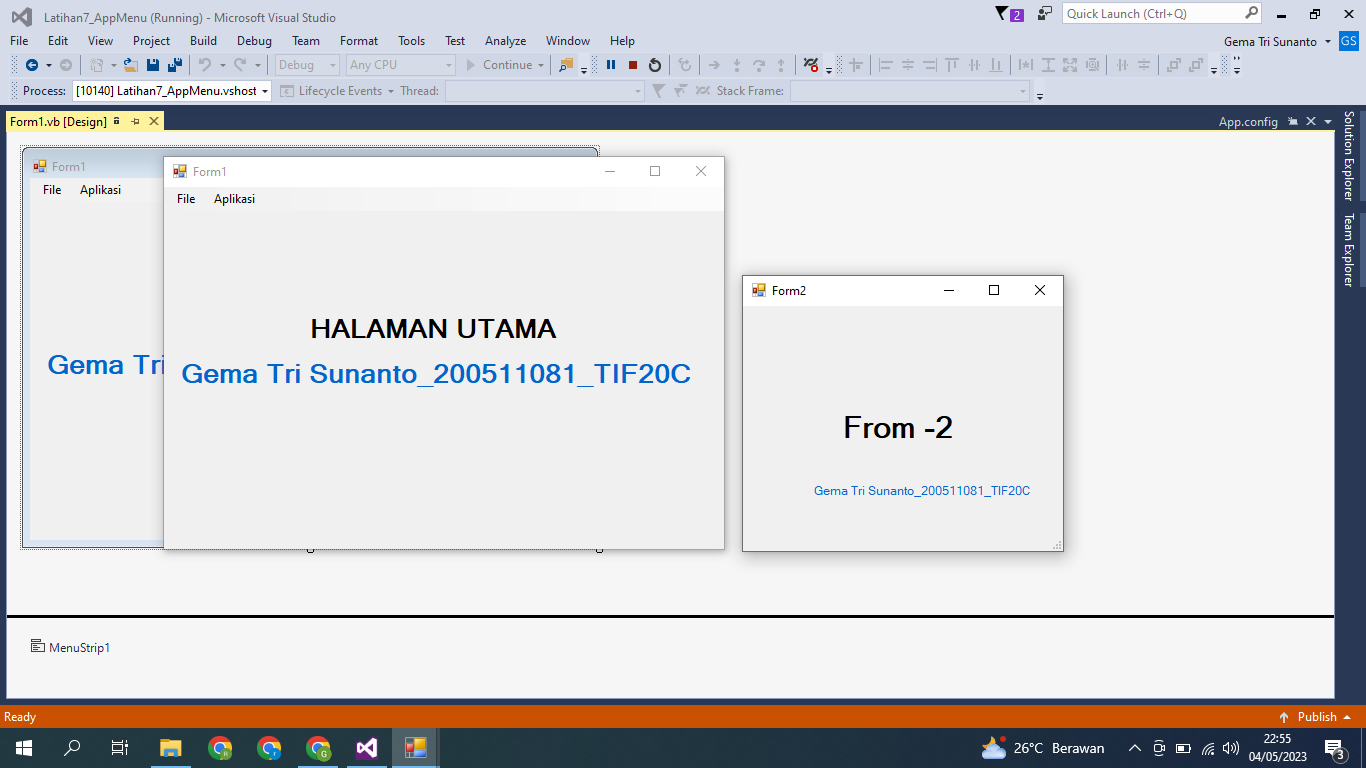 Latihan7_AppMenu (Running) - Microsoft Visual Studio
2
Quick Launch (Ctrl+Q)
File Edit View Project Build Debug Team Format Tools Test Analyze Window Help
Gema Tri Sunanto GS
Debug Any CPU Continue
Process: [10140] Latihan7_AppMenu.vshost Lifecycle Events Thread: Stack Frame:
Form1.vb [Design]
App.config
Solution Explorer
Team Explorer
Form1
File Aplikasi
Gema Tri
Form1
File Aplikasi
HALAMAN UTAMA
Gema Tri Sunanto_200511081_TIF20C
Form2
From -2
Gema Tri Sunanto_200511081_TIF20C
MenuStrip1
Ready
Publish
26°C Berawan
22:55
04/05/2023
3